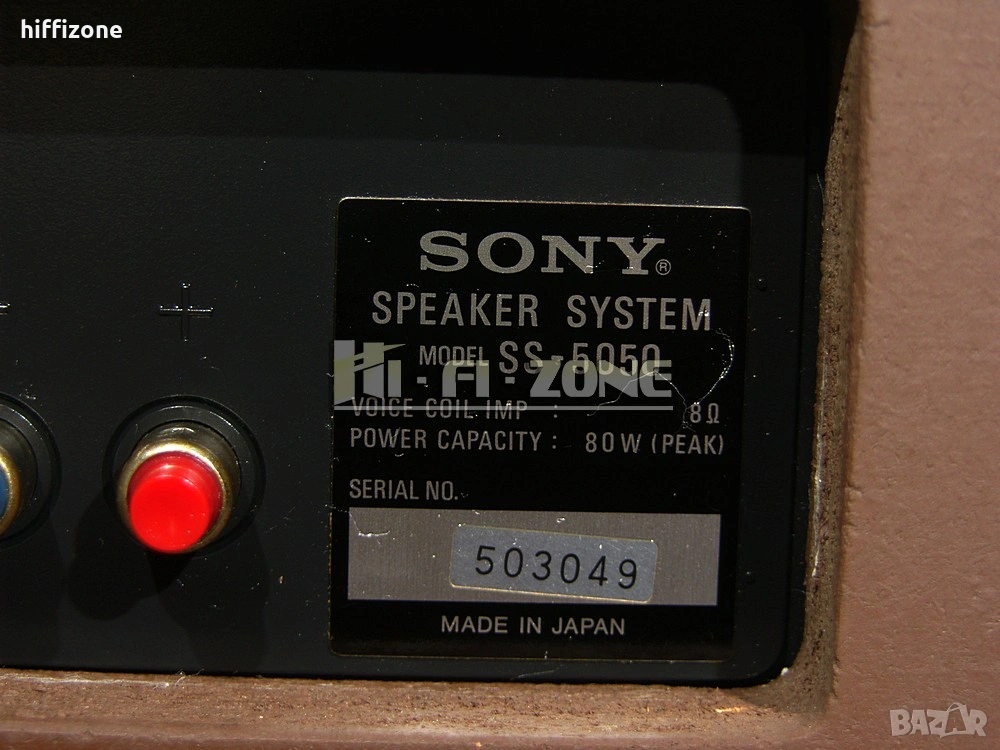 hiffizone
SONY®
SPEAKER SYSTEM
MODEL SS-5050
HI-FI-ZONE
VOICE COIL IMP : 8Ω
POWER CAPACITY : 80W (PEAK)
SERIAL NO.
503049
MADE IN JAPAN
BAZAR